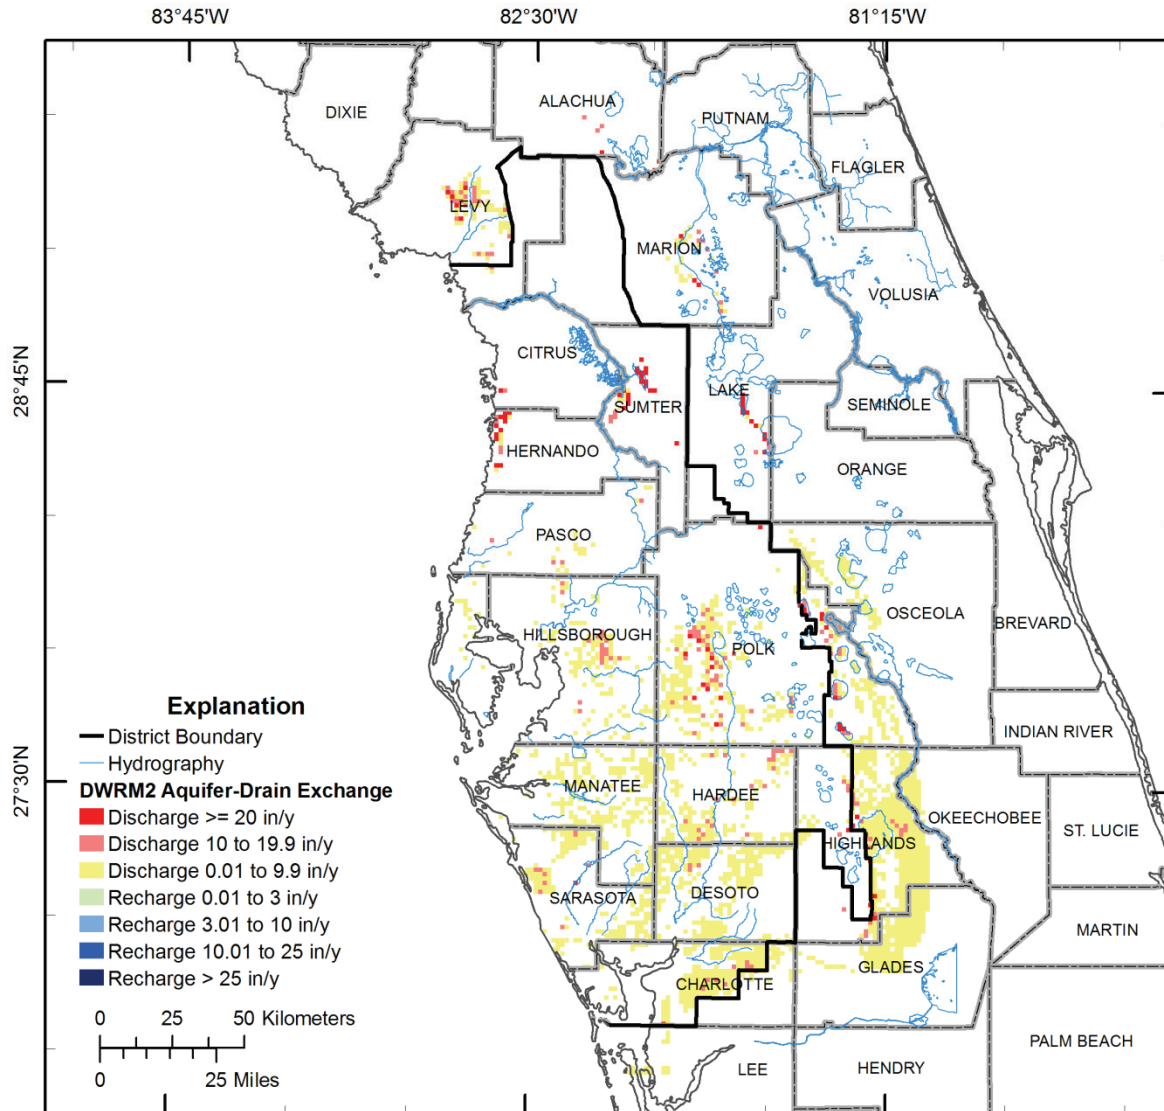 83°45'W 82°30'W 81°15'W
DIXIE
ALACHUA
PUTNAM
FLAGLER
LEVY
MARION
VOLUSIA
28°45'N
CITRUS
SUMTER
LAKE
SEMINOLE
HERNANDO
ORANGE
PASCO
OSCEOLA
BREVARD
HILLSBOROUGH
POLK
INDIAN RIVER
27°30'N
MANATEE
HARDEE
OKEECHOBEE
ST. LUCIE
HIGHLANDS
SARASOTA
DESOTO
MARTIN
GLADES
CHARLOTTE
PALM BEACH
LEE
HENDRY
Explanation
District Boundary
Hydrography
DWRM2 Aquifer-Drain Exchange
Discharge >= 20 in/y
Discharge 10 to 19.9 in/y
Discharge 0.01 to 9.9 in/y
Recharge 0.01 to 3 in/y
Recharge 3.01 to 10 in/y
Recharge 10.01 to 25 in/y
Recharge > 25 in/y
0 25 50 Kilometers
0 25 Miles